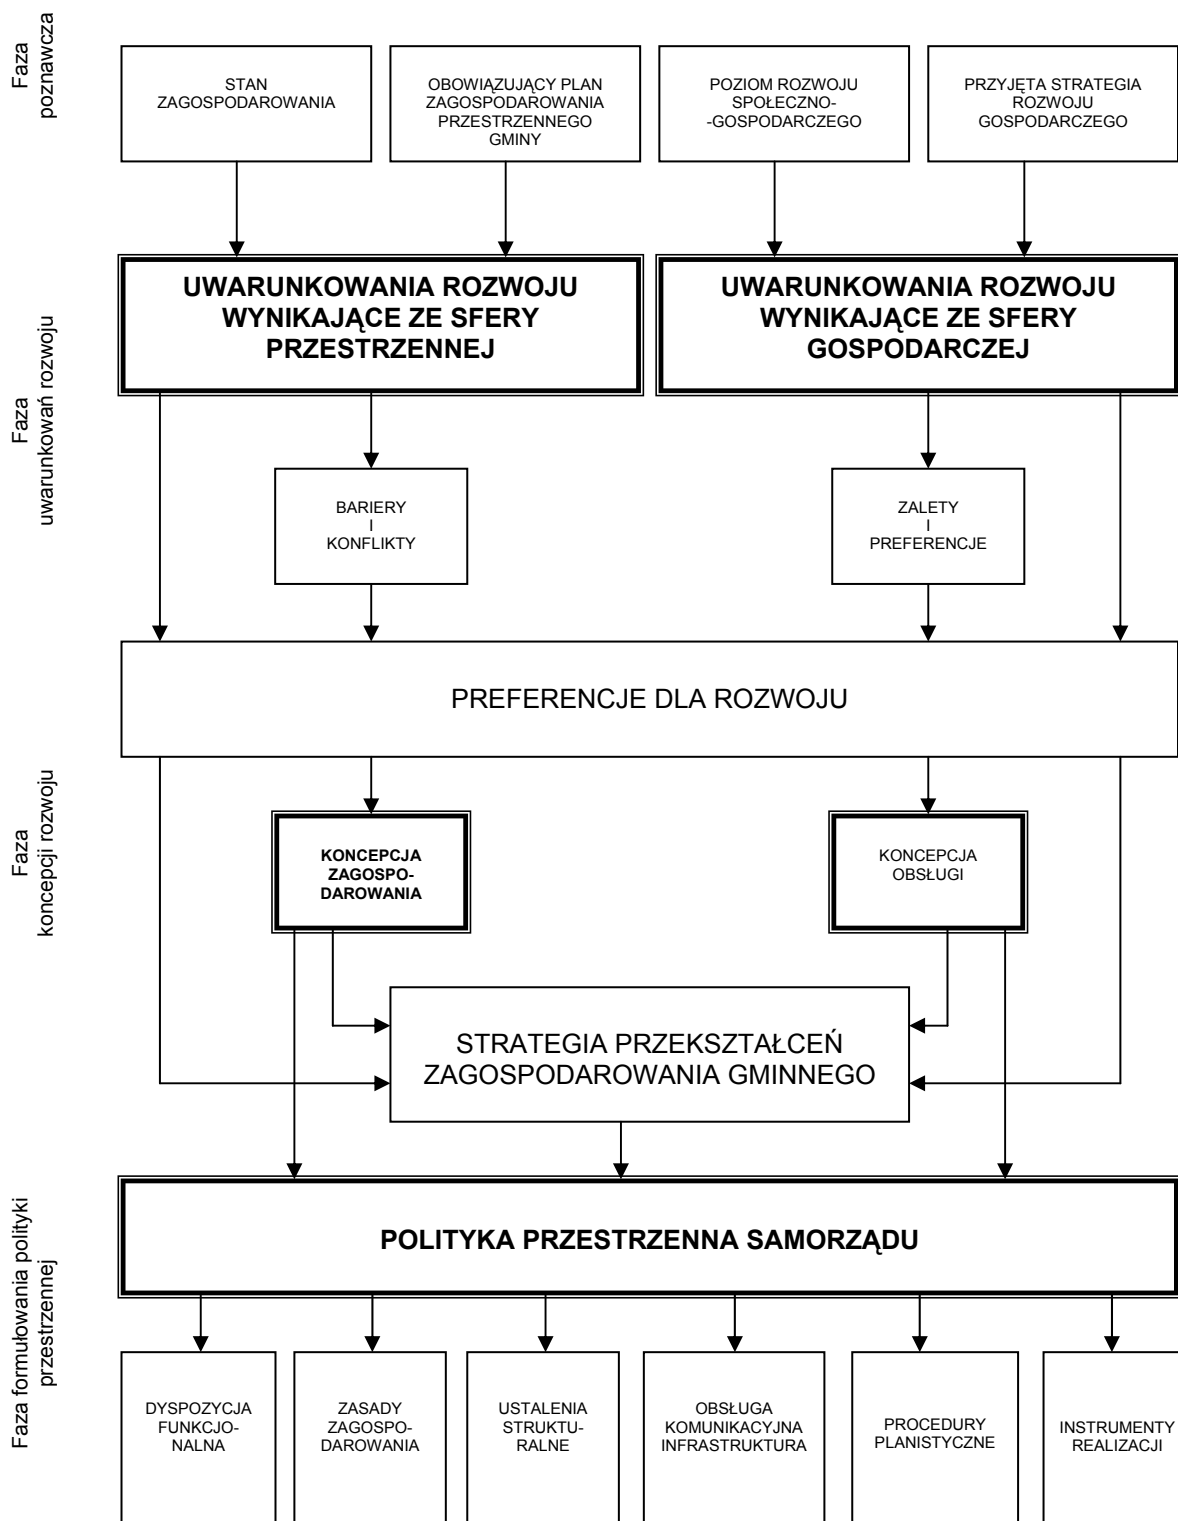 Faza
poznawcza
STAN
ZAGOSPODAROWANIA
OBOWIĄZUJĄCY PLAN
ZAGOSPODAROWANIA
PRZESTRZENNEGO
GMINY
POZIOM ROZWOJU
SPOŁECZNO-
-GOSPODARCZEGO
PRZYJĘTA STRATEGIA
ROZWOJU
GOSPODARCZEGO
Faza
uwarunkowań rozwoju
UWARUNKOWANIA ROZWOJU
WYNIKAJĄCE ZE SFERY
PRZESTRZENNEJ
UWARUNKOWANIA ROZWOJU
WYNIKAJĄCE ZE SFERY
GOSPODARCZEJ
BARIERY
I
KONFLIKTY
ZALETY
I
PREFERENCJE
PREFERENCJE DLA ROZWOJU
Faza
koncepcji rozwoju
KONCEPCJA
ZAGOSPO-
DAROWANIA
KONCEPCJA
OBSŁUGI
STRATEGIA PRZEKSZTAŁCEŃ
ZAGOSPODAROWANIA GMINNEGO
Faza formułowania polityki
przestrzennej
POLITYKA PRZESTRZENNA SAMORZĄDU
DYSPOZYCJA
FUNKCJO-
NALNA
ZASADY
ZAGOSPO-
DAROWANIA
USTALENIA
STRUKTU-
RALNE
OBSŁUGA
KOMUNIKACYJNA
INFRASTRUKTURA
PROCEDURY
PLANISTYCZNE
INSTRUMENTY
REALIZACJI